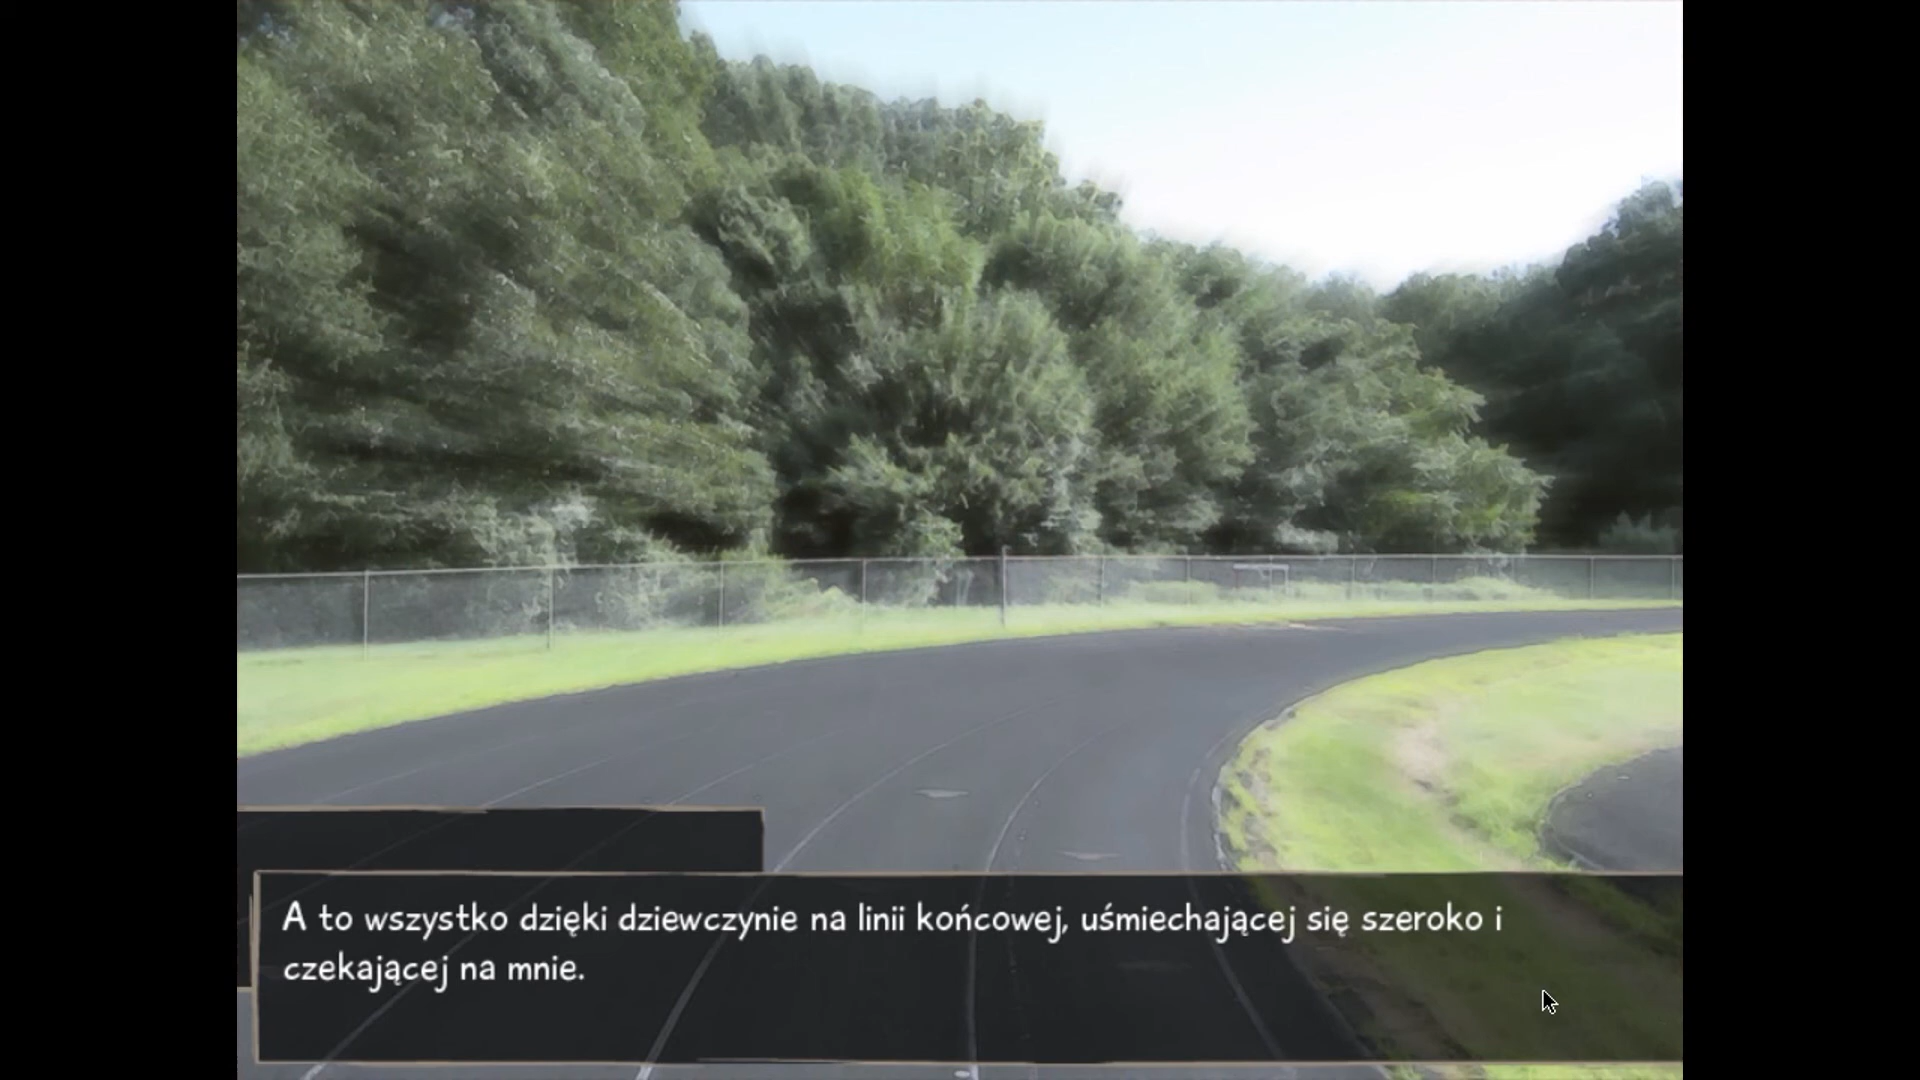 A to wszystko dzięki dziewczynie na linii końcowej, uśmiechającej się szeroko i
czekającej na mnie.